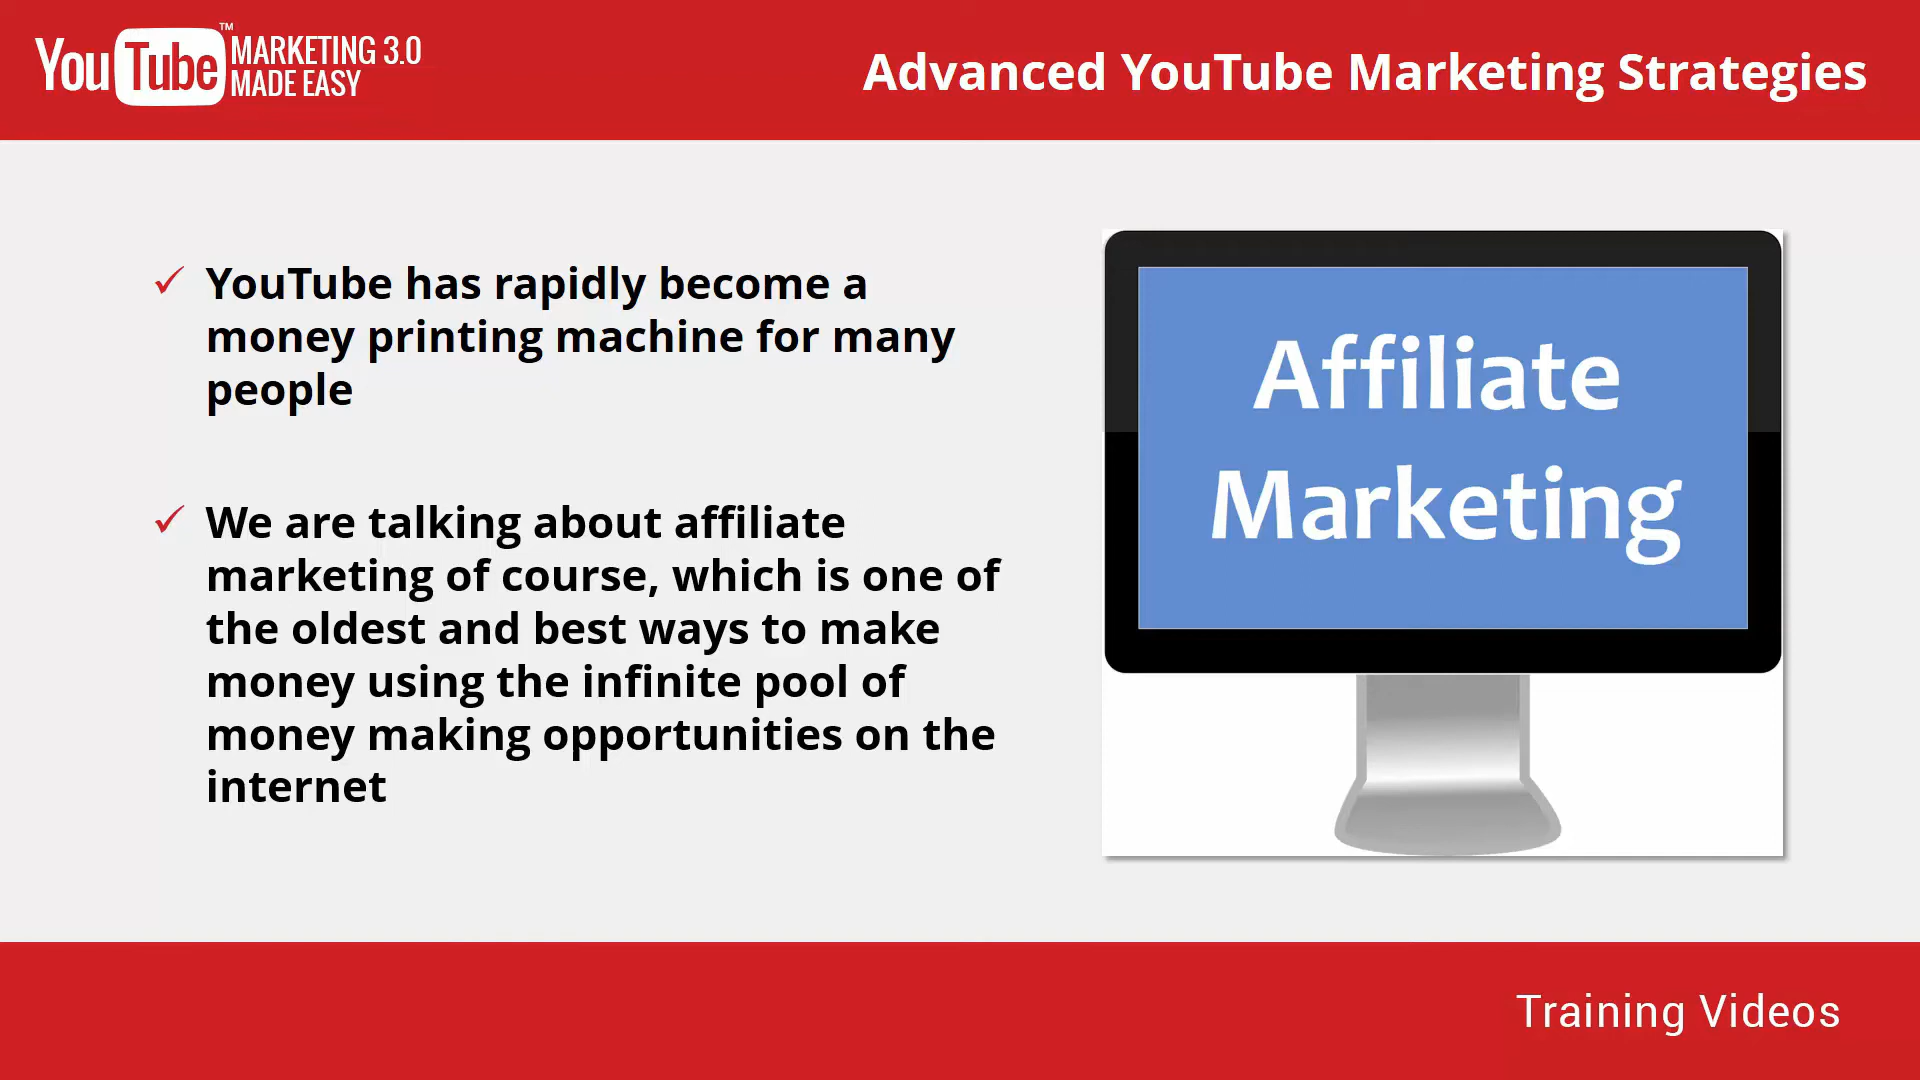 YouTube™ MARKETING 3.0
MADE EASY
Advanced YouTube Marketing Strategies
✓ YouTube has rapidly become a
money printing machine for many
people
✓ We are talking about affiliate
marketing of course, which is one of
the oldest and best ways to make
money using the infinite pool of
money making opportunities on the
internet
Affiliate
Marketing
Training Videos